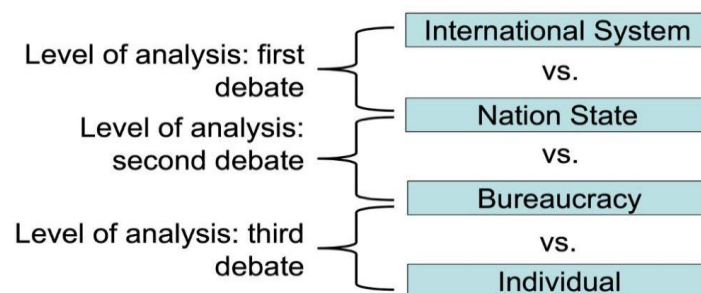 International System
Level of analysis: first
debate
vs.
Nation State
Level of analysis:
second debate
vs.
Bureaucracy
Level of analysis: third
debate
vs.
Individual